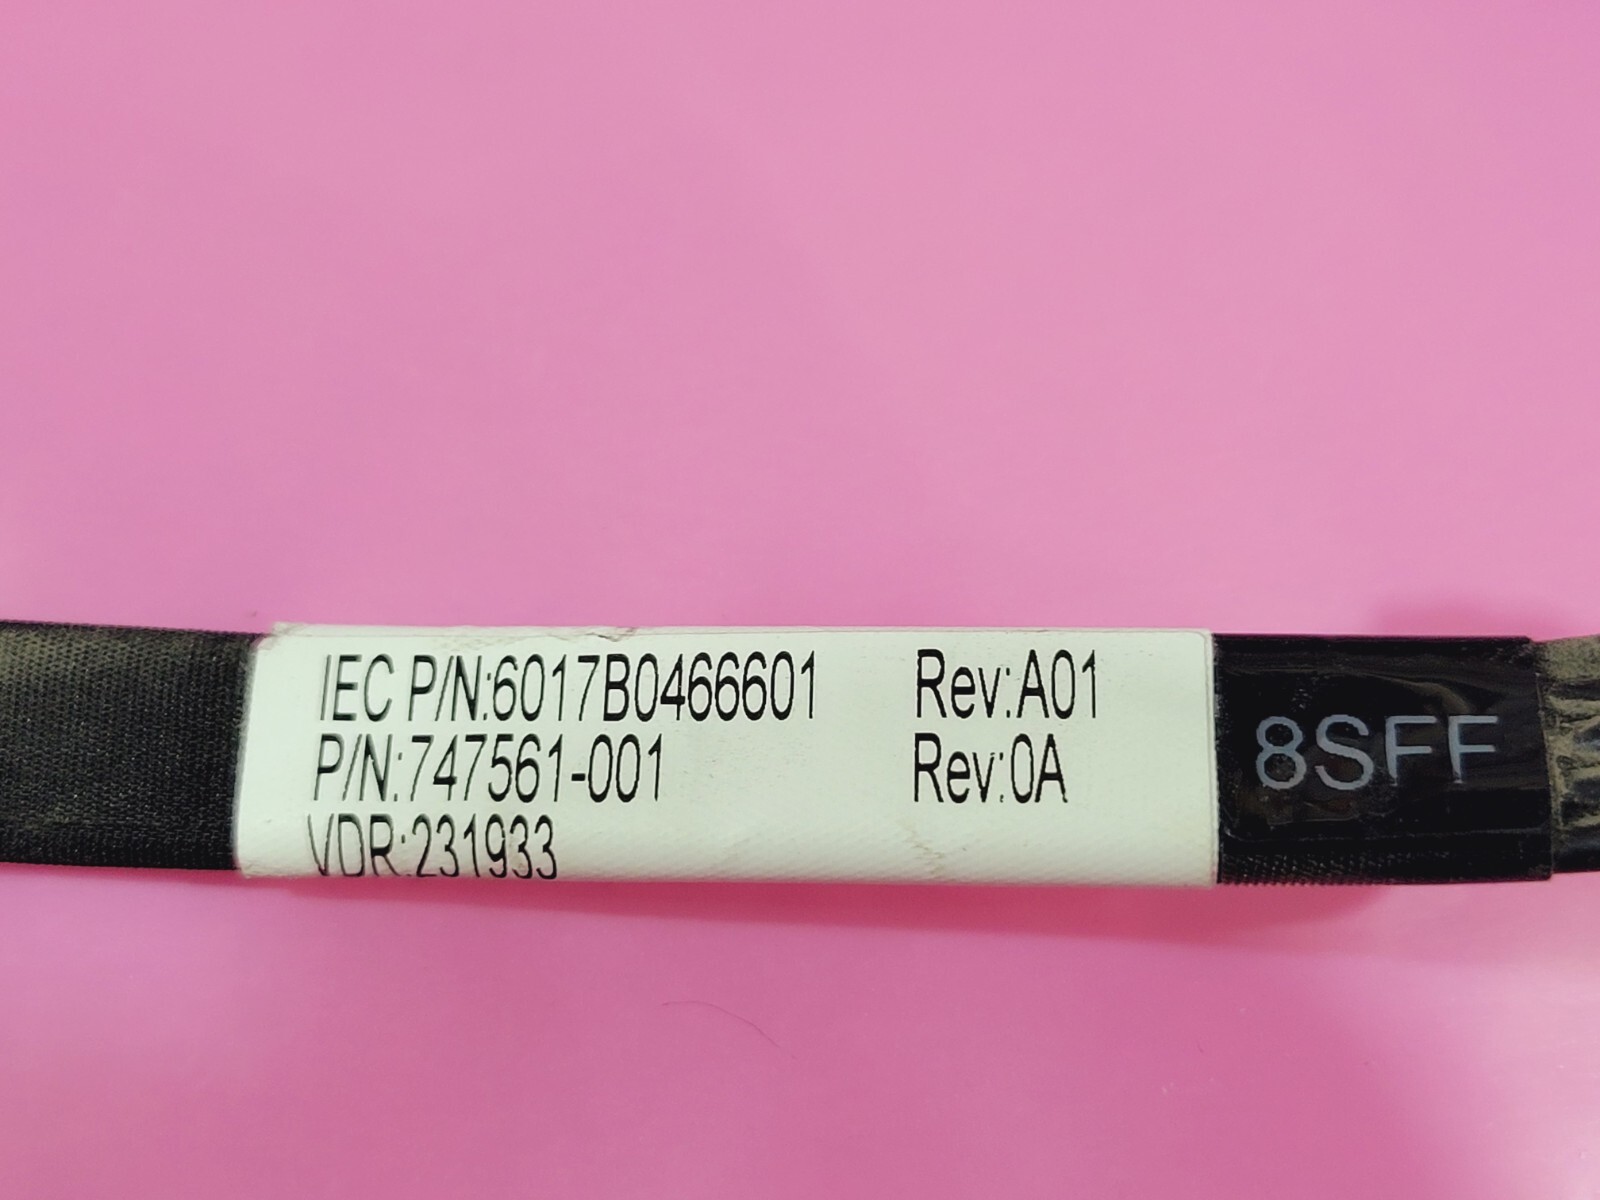 IEC P/N:6017B0466601 Rev:A01
P/N:747561-001 Rev:0A
VDR:231933
8SFF